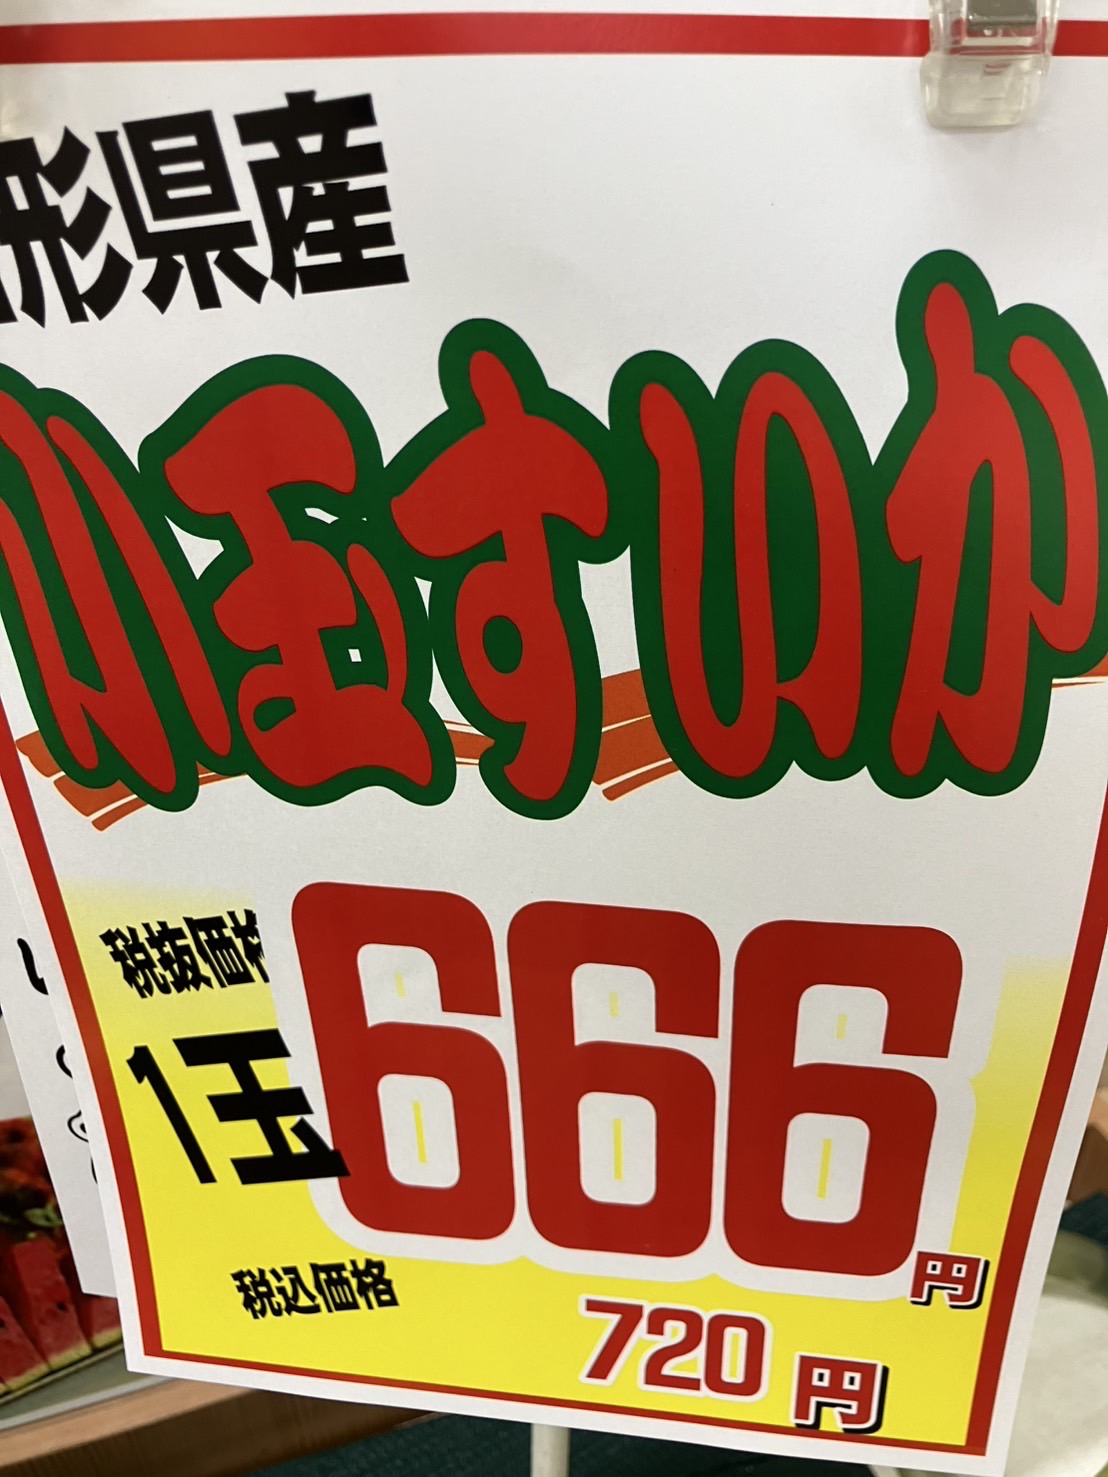 形県産
小玉すいか
税抜価格
1玉 666円
税込価格 720円